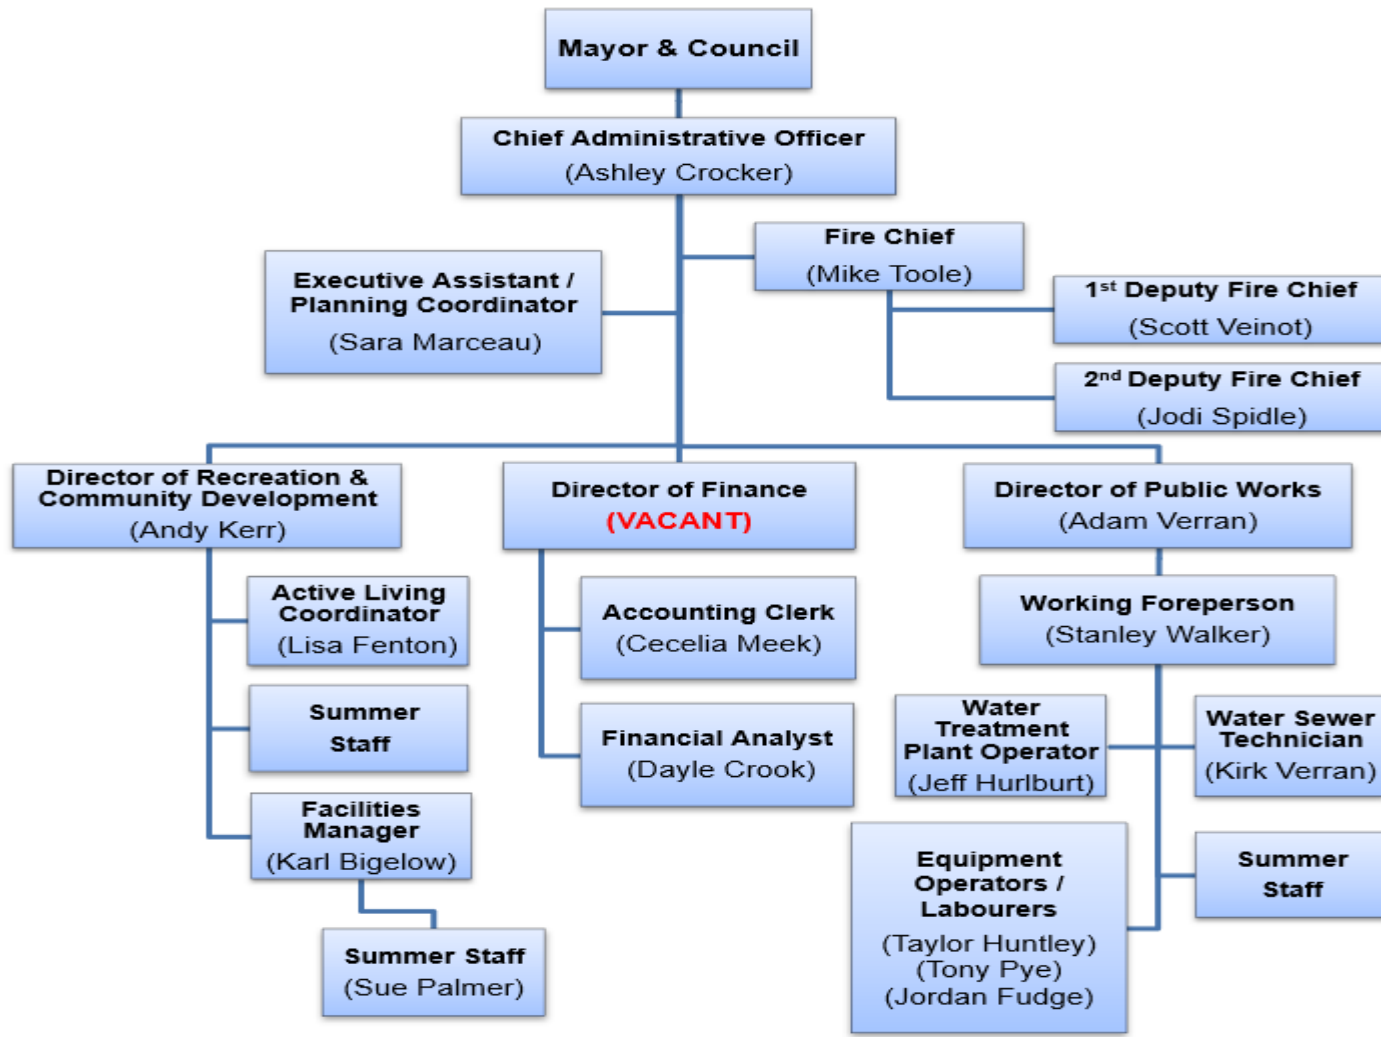 Mayor & Council
Chief Administrative Officer
(Ashley Crocker)
Fire Chief
(Mike Toole)
Executive Assistant /
Planning Coordinator
(Sara Marceau)
1st Deputy Fire Chief
(Scott Veinot)
2nd Deputy Fire Chief
(Jodi Spidle)
Director of Recreation &
Community Development
(Andy Kerr)
Director of Finance
(VACANT)
Director of Public Works
(Adam Verran)
Active Living
Coordinator
(Lisa Fenton)
Summer
Staff
Facilities
Manager
(Karl Bigelow)
Summer Staff
(Sue Palmer)
Accounting Clerk
(Cecelia Meek)
Financial Analyst
(Dayle Crook)
Working Foreperson
(Stanley Walker)
Water
Treatment
Plant Operator
(Jeff Hurlburt)
Water Sewer
Technician
(Kirk Verran)
Equipment
Operators /
Labourers
(Taylor Huntley)
(Tony Pye)
(Jordan Fudge)
Summer
Staff